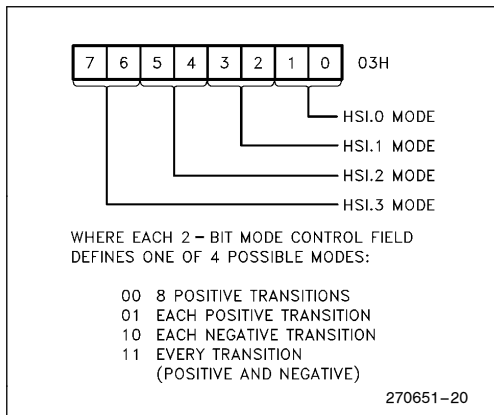 7 6 5 4 3 2 1 0 03H
HSI.0 MODE
HSI.1 MODE
HSI.2 MODE
HSI.3 MODE
WHERE EACH 2-BIT MODE CONTROL FIELD
DEFINES ONE OF 4 POSSIBLE MODES:
00 8 POSITIVE TRANSITIONS
01 EACH POSITIVE TRANSITION
10 EACH NEGATIVE TRANSITION
11 EVERY TRANSITION
(POSITIVE AND NEGATIVE)
270651-20